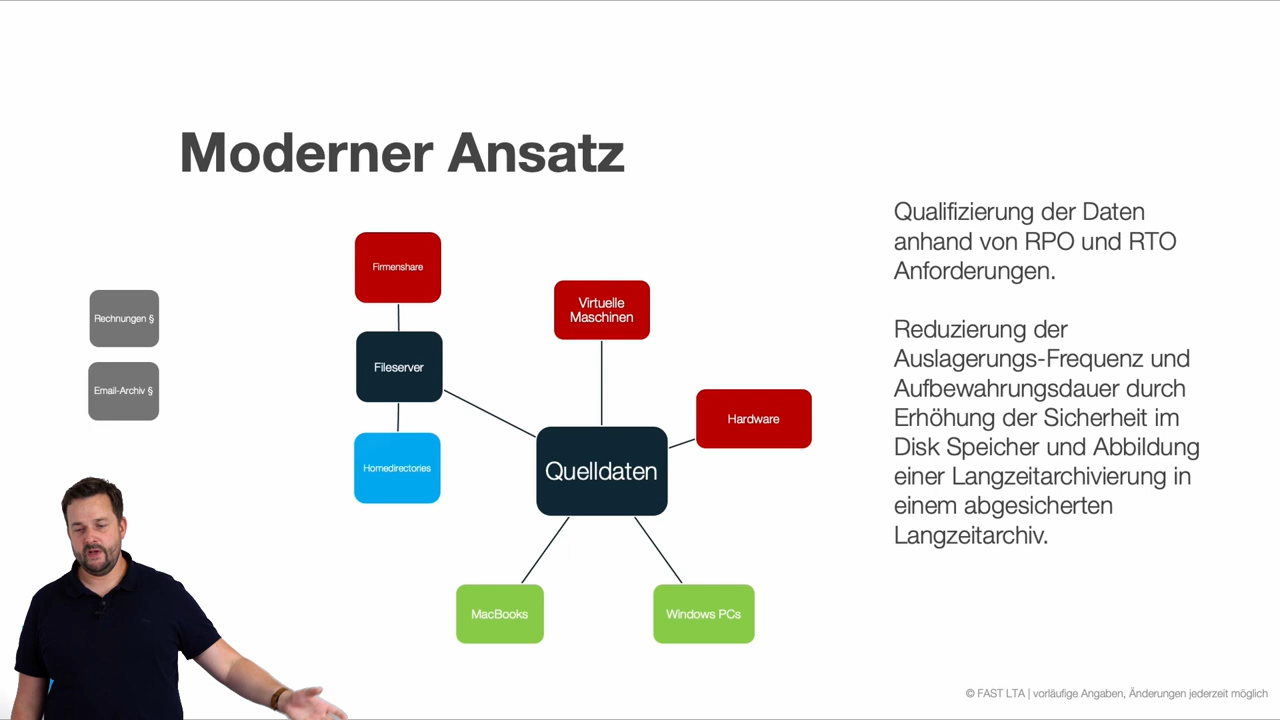 Moderner Ansatz
Rechnungen §
Email-Archiv §
Firmenshare
Fileserver
Homedirectories
Virtuelle
Maschinen
Hardware
Quelldaten
MacBooks
Windows PCs
Qualifizierung der Daten
anhand von RPO und RTO
Anforderungen.
Reduzierung der
Auslagerungs-Frequenz und
Aufbewahrungsdauer durch
Erhöhung der Sicherheit im
Disk Speicher und Abbildung
einer Langzeitarchivierung in
einem abgesicherten
Langzeitarchiv.
© FAST LTA | vorläufige Angaben, Änderungen jederzeit möglich